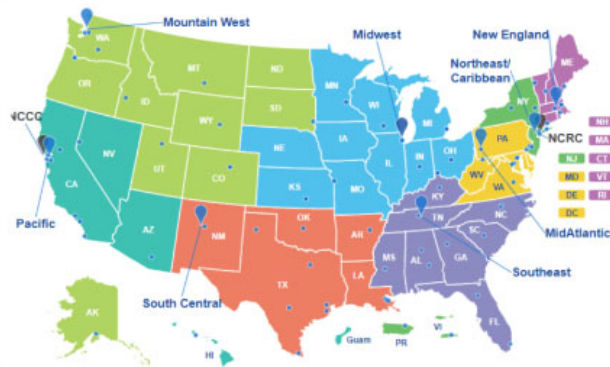 Mountain West
Midwest
New England
Northeast/
Caribbean
WA
MT
ND
ME
OR
ID
MN
WI
MI
NY
SD
WY
NCCC
NCRC
NH
MA
NJ
CT
MD
VT
DE
RI
DC
NV
UT
CO
NE
IA
IL
IN
OH
PA
WV
VA
CA
KS
MO
KY
Pacific
AZ
NM
OK
AR
TN
NC
SC
MidAtlantic
MS
AL
GA
Southeast
South Central
TX
LA
FL
AK
HI
Guam
PR
VI